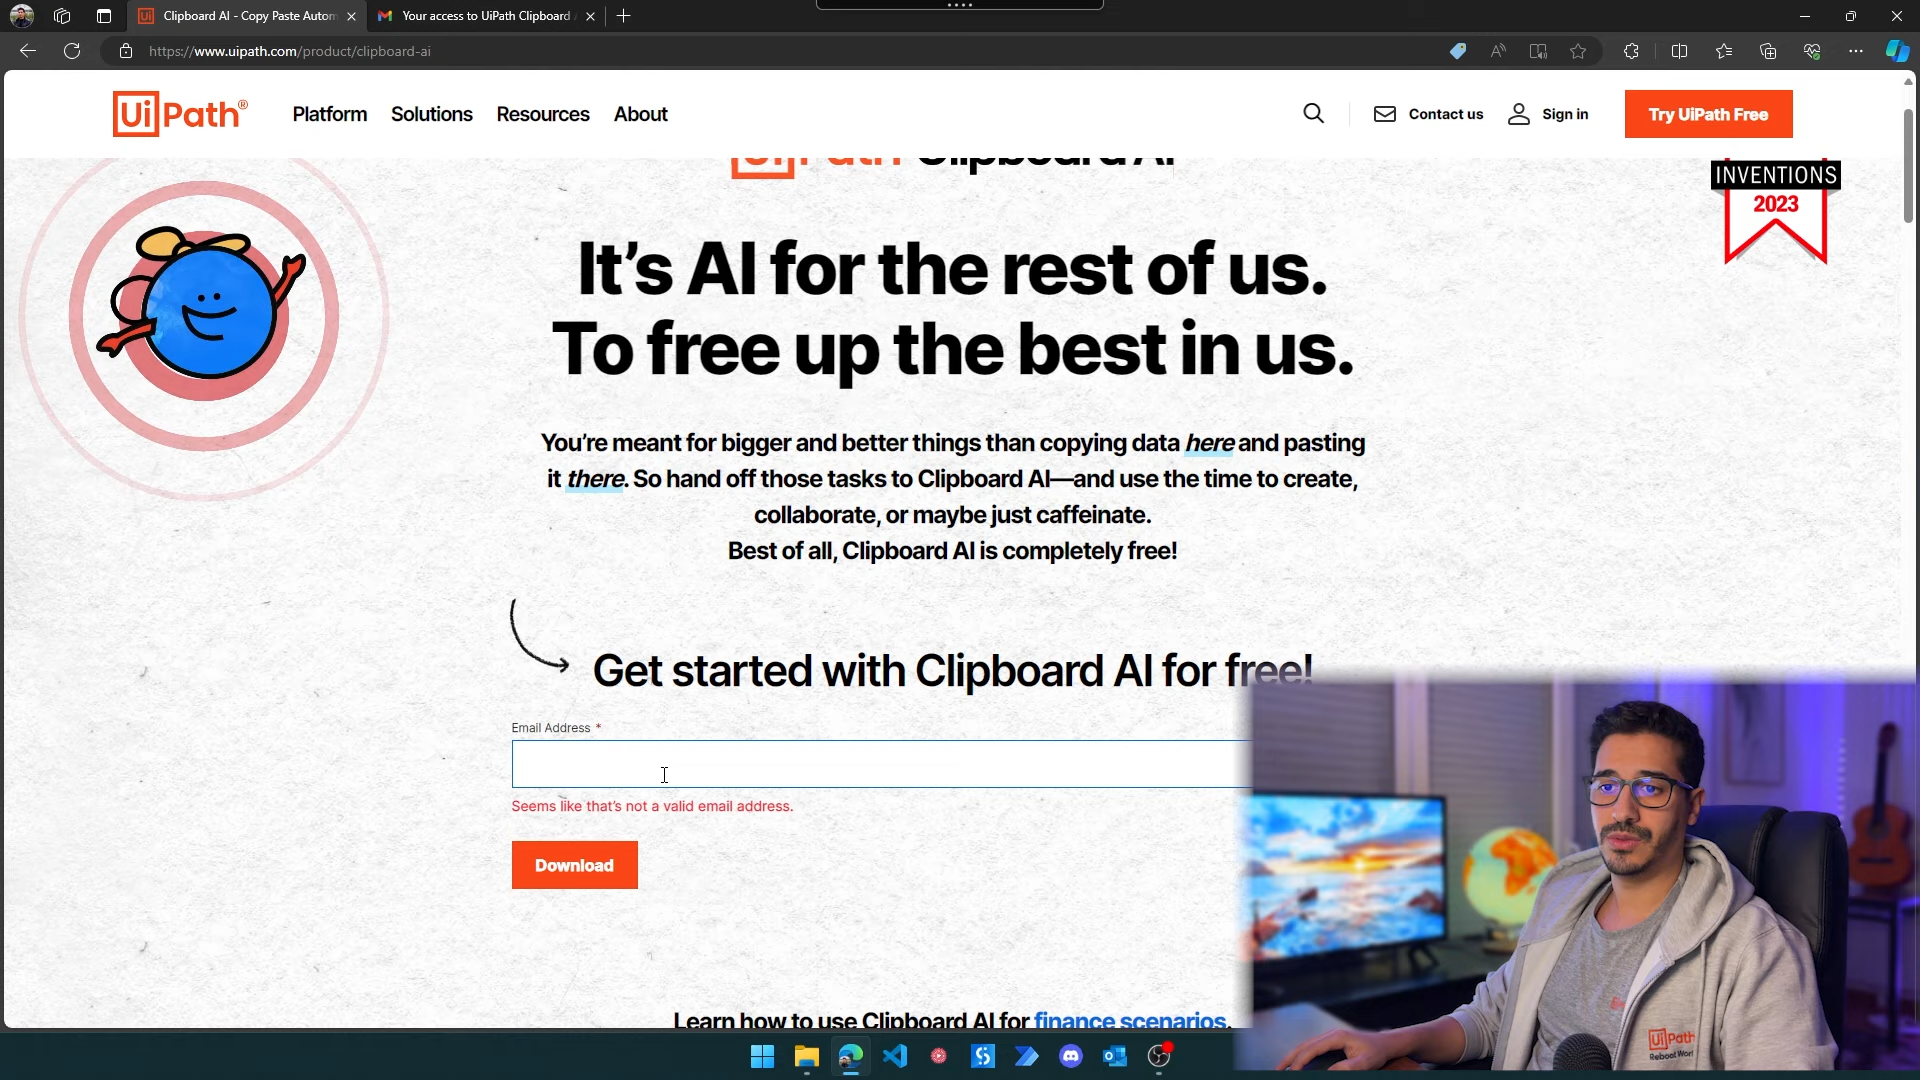 Clipboard AI - Copy Paste Autom
Your access to UiPath Clipboard
https://www.uipath.com/product/clipboard-ai
UiPath®
Platform
Solutions
Resources
About
Contact us
Sign in
Try UiPath Free
UiPath Clipboard AI
INVENTIONS
2023
It's AI for the rest of us.
To free up the best in us.
You're meant for bigger and better things than copying data here and pasting
it there. So hand off those tasks to Clipboard AI—and use the time to create,
collaborate, or maybe just caffeinate.
Best of all, Clipboard AI is completely free!
Get started with Clipboard AI for free!
Email Address *
Seems like that's not a valid email address.
Download
Learn how to use Clipboard AI for finance scenarios.
UiPath
Reboot Work